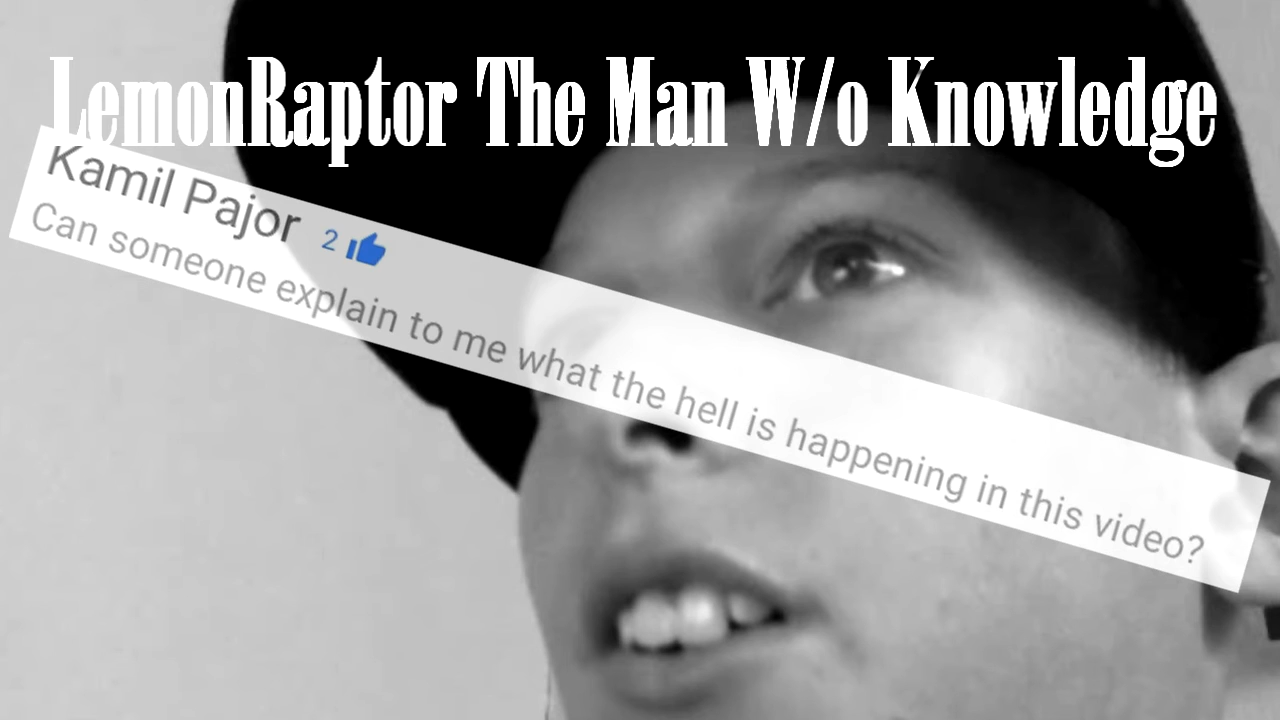 LemonRaptor The Man W/o Knowledge
Kamil Pajor 2
Can someone explain to me what the hell is happening in this video?